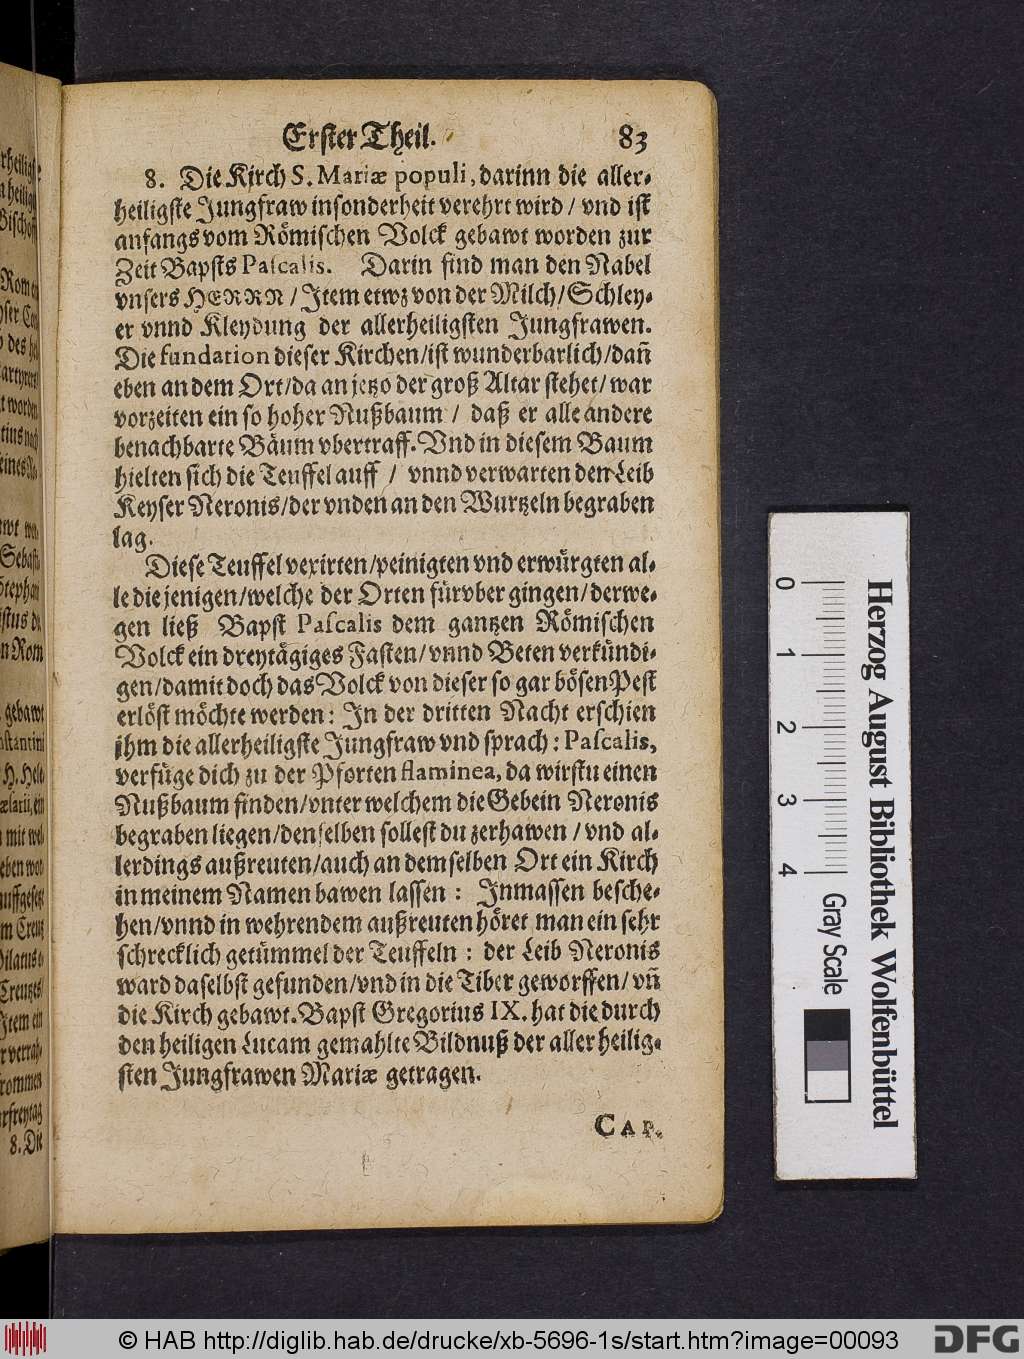 Erster Theil. 83
8. Die Kirch S. Mariæ populi, darinn die aller-
heiligste Jungfraw insonderheit verehrt wird / vnd ist
anfangs vom Römischen Volck gebawt worden zur
Zeit Bapsts Pascalis. Darin find man den Nabel
vnsers HERRN / Item etwz von der Milch / Schley-
er vnnd Kleydung der allerheiligsten Jungfrawen.
Die fundation dieser Kirchen / ist wunderbarlich / dañ
eben an dem Ort / da an jetzo der groß Altar stehet / war
vorzeiten ein so hoher Nußbaum / daß er alle andere
benachbarte Bäum vbertraff. Vnd in diesem Baum
hielten sich die Teuffel auff / vnnd verwarten den Leib
Keyser Neronis / der vnden an den Wurtzeln begraben
lag.
Diese Teuffel vexirten / peinigten vnd erwürgten al-
le die jenigen / welche der Orten fürvber gingen / derwe-
gen ließ Bapst Pascalis dem gantzen Römischen
Volck ein dreytägiges Fasten / vnnd Beten verkündi-
gen / damit doch das Volck von dieser so gar bösen Pest
erlöst möchte werden: In der dritten Nacht erschien
jhm die allerheiligste Jungfraw vnd sprach: Pascalis,
verfüge dich zu der Pforten flaminea, da wirstu einen
Nußbaum finden / vnter welchem die Gebein Neronis
begraben liegen / denselben sollest du zerhawen / vnd al-
lerdings außreuten / auch an demselben Ort ein Kirch
in meinem Namen bawen lassen: Inmassen besche-
hen / vnnd in wehrendem außreuten höret man ein sehr
schrecklich getümmel der Teuffeln: der Leib Neronis
ward daselbst gefunden / vnd in die Tiber geworffen / vñ
die Kirch gebawt. Bapst Gregorius IX. hat die durch
den heiligen Lucam gemahlte Bildnuß der aller heilig-
sten Jungfrawen Mariæ getragen.
CAP.
8. Die
0 1 2 3 4
Gray Scale
Herzog August Bibliothek Wolfenbüttel
© HAB http://diglib.hab.de/drucke/xb-5696-1s/start.htm?image=00093
DFG